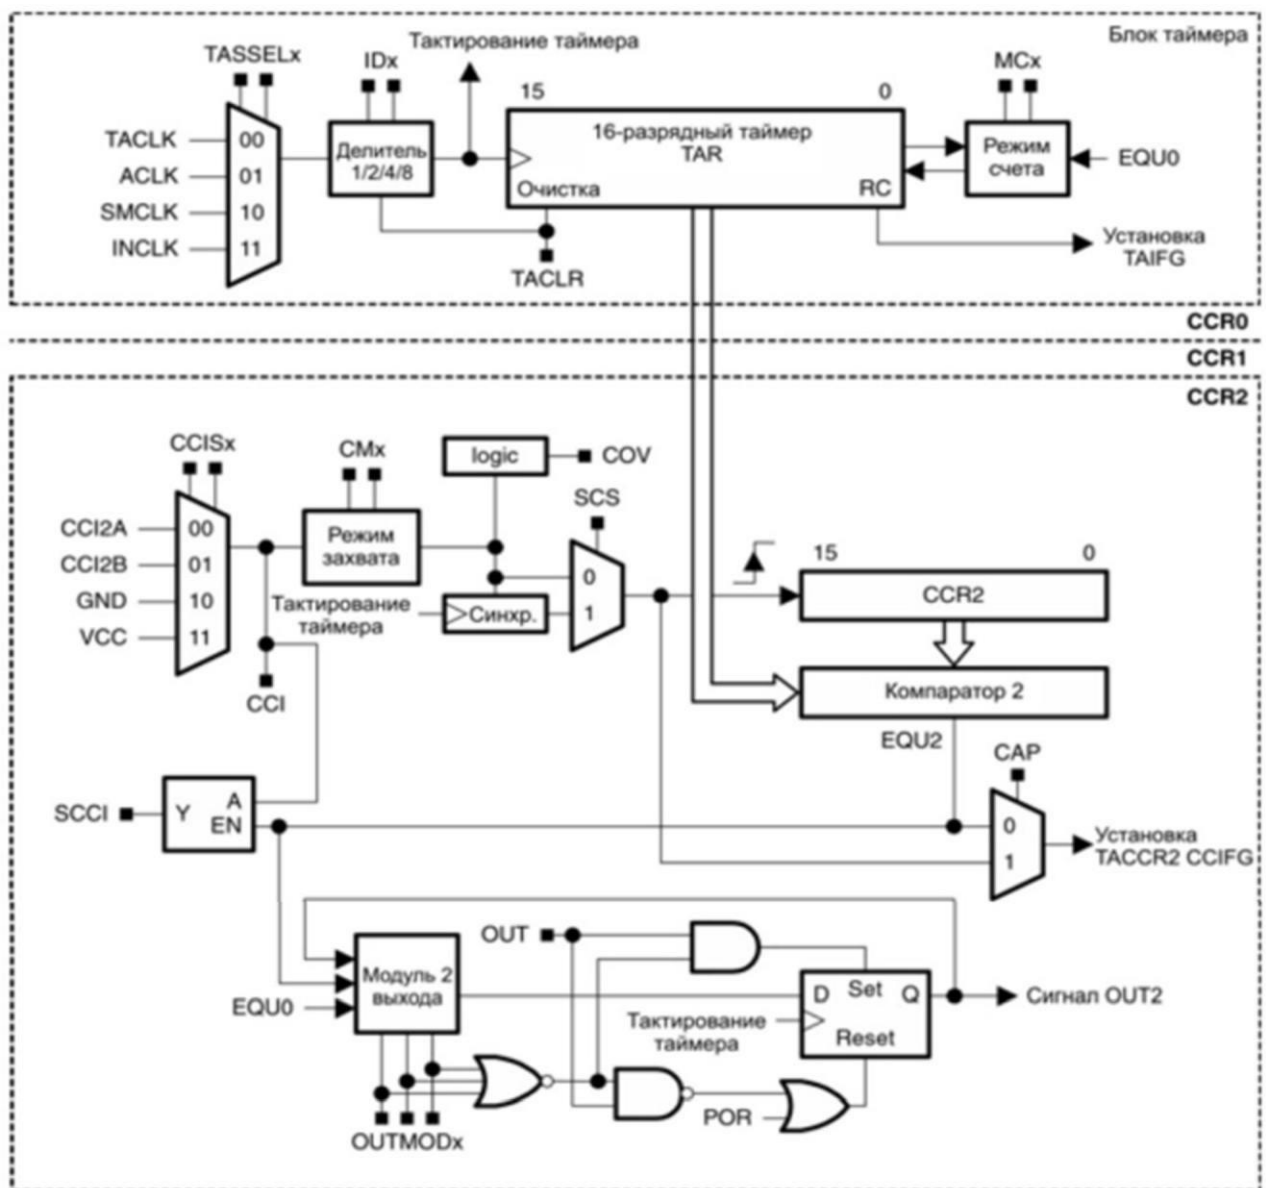 Блок таймера
Тактирование таймера
TASSELx
IDx
MCx
15
0
TACLK
ACLK
SMCLK
INCLK
00
01
10
11
Делитель
1/2/4/8
16-разрядный таймер
TAR
Очистка
RC
Режим
счета
EQU0
TACLR
Установка
TAIFG
CCR0
CCR1
CCR2
CCISx
CMx
logic
COV
SCS
CCI2A
CCI2B
GND
VCC
00
01
10
11
Режим
захвата
Тактирование
таймера
Синхр.
0
1
15
0
CCR2
Компаратор 2
EQU2
CCI
CAP
SCCI
Y
A
EN
0
1
Установка
TACCR2 CCIFG
OUT
Модуль 2
выхода
EQU0
D
Set
Q
Reset
Тактирование
таймера
Сигнал OUT2
POR
OUTMODx